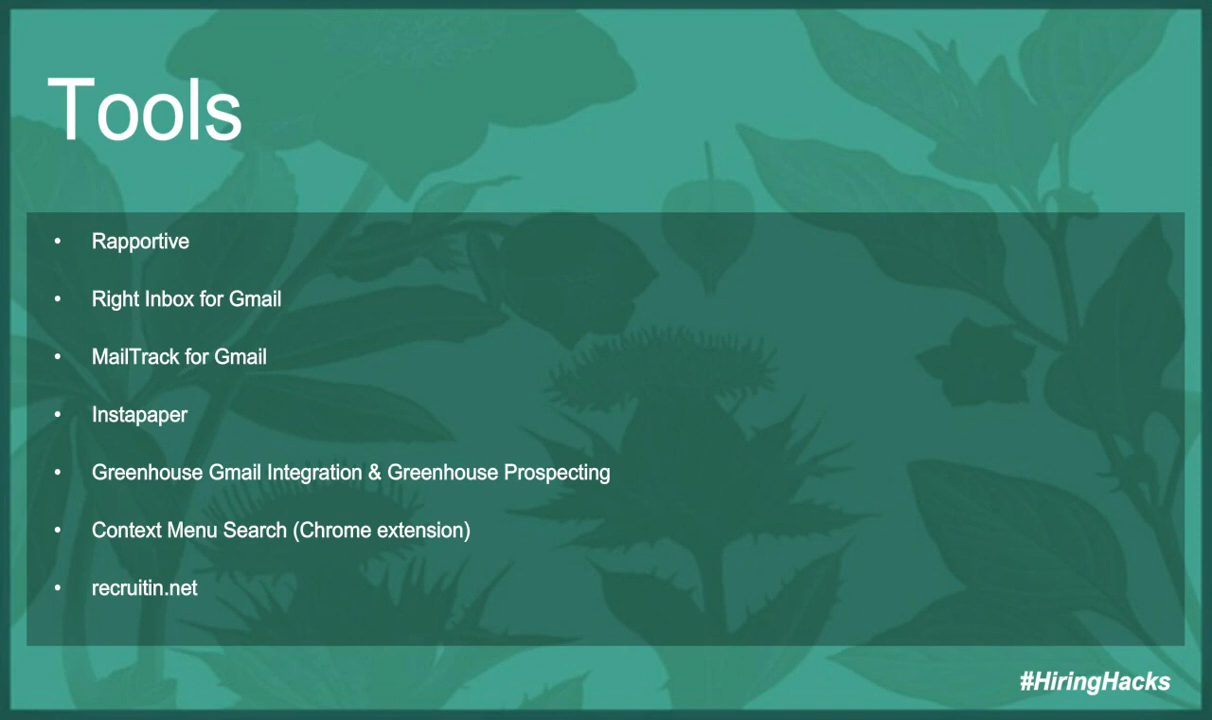 Tools
• Rapportive
• Right Inbox for Gmail
• MailTrack for Gmail
• Instapaper
• Greenhouse Gmail Integration & Greenhouse Prospecting
• Context Menu Search (Chrome extension)
• recruitin.net
#HiringHacks